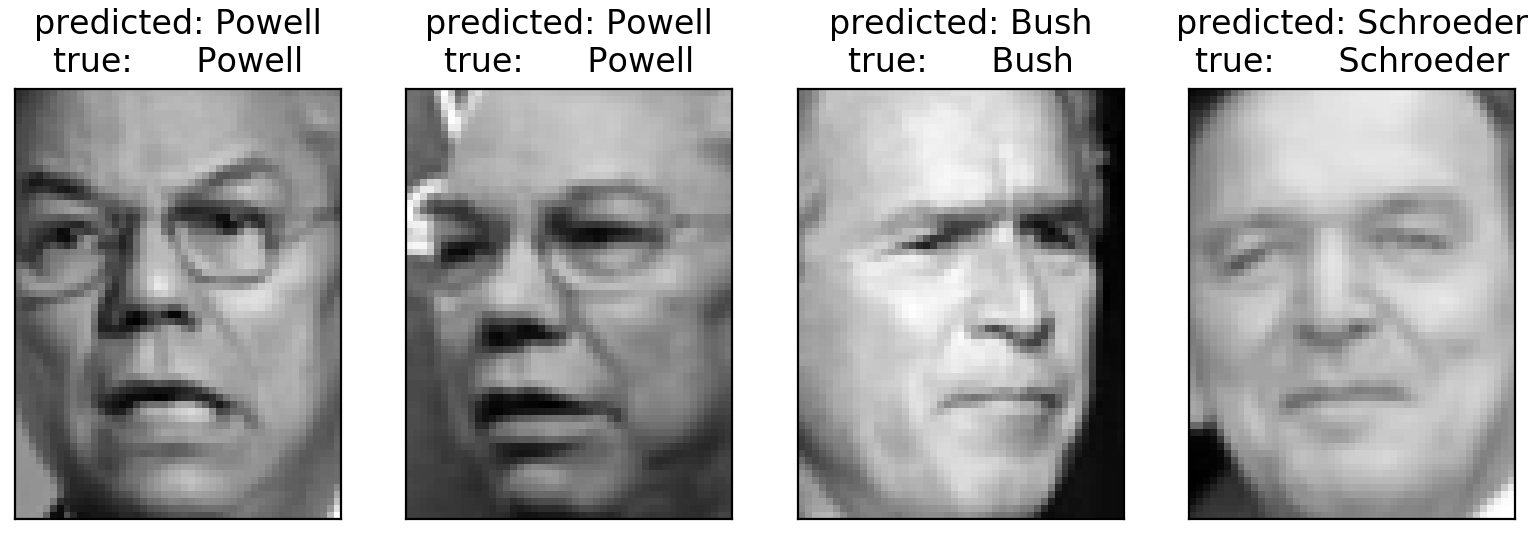 predicted: Powell
true: Powell
predicted: Powell
true: Powell
predicted: Bush
true: Bush
predicted: Schroeder
true: Schroeder